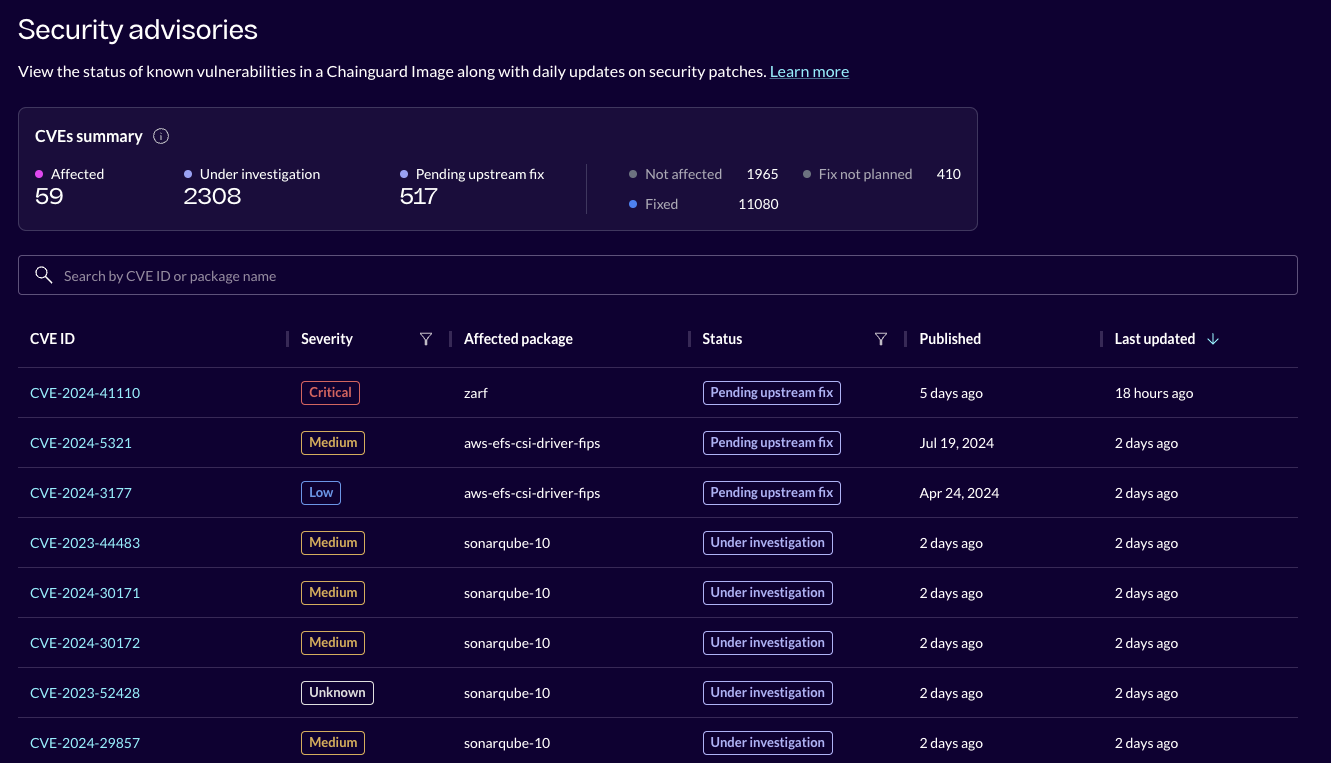 Security advisories
View the status of known vulnerabilities in a Chainguard Image along with daily updates on security patches. Learn more
CVEs summary
Affected
59
Under investigation
2308
Pending upstream fix
517
Not affected 1965
Fix not planned 410
Fixed 11080
Search by CVE ID or package name
CVE ID Severity Affected package Status Published Last updated
CVE-2024-41110 Critical zarf Pending upstream fix 5 days ago 18 hours ago
CVE-2024-5321 Medium aws-efs-csi-driver-fips Pending upstream fix Jul 19, 2024 2 days ago
CVE-2024-3177 Low aws-efs-csi-driver-fips Pending upstream fix Apr 24, 2024 2 days ago
CVE-2023-44483 Medium sonarqube-10 Under investigation 2 days ago 2 days ago
CVE-2024-30171 Medium sonarqube-10 Under investigation 2 days ago 2 days ago
CVE-2024-30172 Medium sonarqube-10 Under investigation 2 days ago 2 days ago
CVE-2023-52428 Unknown sonarqube-10 Under investigation 2 days ago 2 days ago
CVE-2024-29857 Medium sonarqube-10 Under investigation 2 days ago 2 days ago